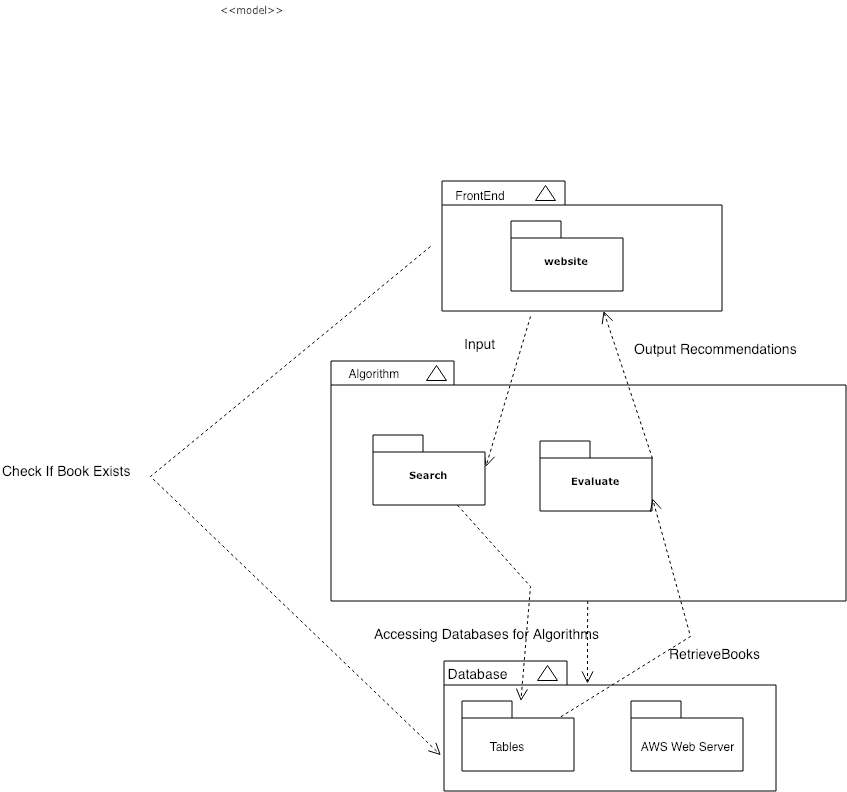 <<model>>
FrontEnd
website
Input
Output Recommendations
Algorithm
Search
Evaluate
Check If Book Exists
Accessing Databases for Algorithms
RetrieveBooks
Database
Tables
AWS Web Server